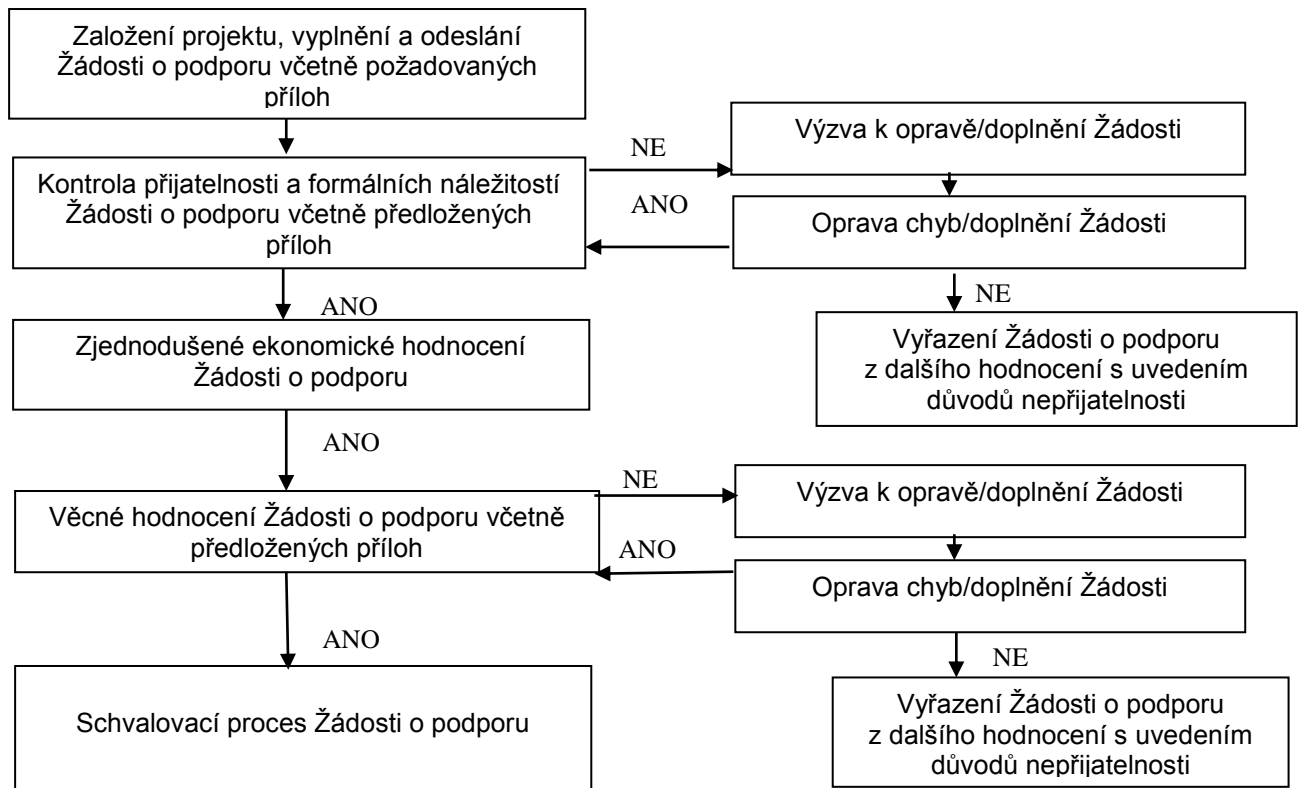 Založení projektu, vyplnění a odeslání
Žádosti o podporu včetně požadovaných
příloh
Výzva k opravě/doplnění Žádosti
NE
Kontrola přijatelnosti a formálních náležitostí
Žádosti o podporu včetně předložených
příloh
ANO
Oprava chyb/doplnění Žádosti
ANO
NE
Zjednodušené ekonomické hodnocení
Žádosti o podporu
Vyřazení Žádosti o podporu
z dalšího hodnocení s uvedením
důvodů nepřijatelnosti
ANO
NE
Výzva k opravě/doplnění Žádosti
Věcné hodnocení Žádosti o podporu včetně
předložených příloh
ANO
Oprava chyb/doplnění Žádosti
ANO
NE
Schvalovací proces Žádosti o podporu
Vyřazení Žádosti o podporu
z dalšího hodnocení s uvedením
důvodů nepřijatelnosti